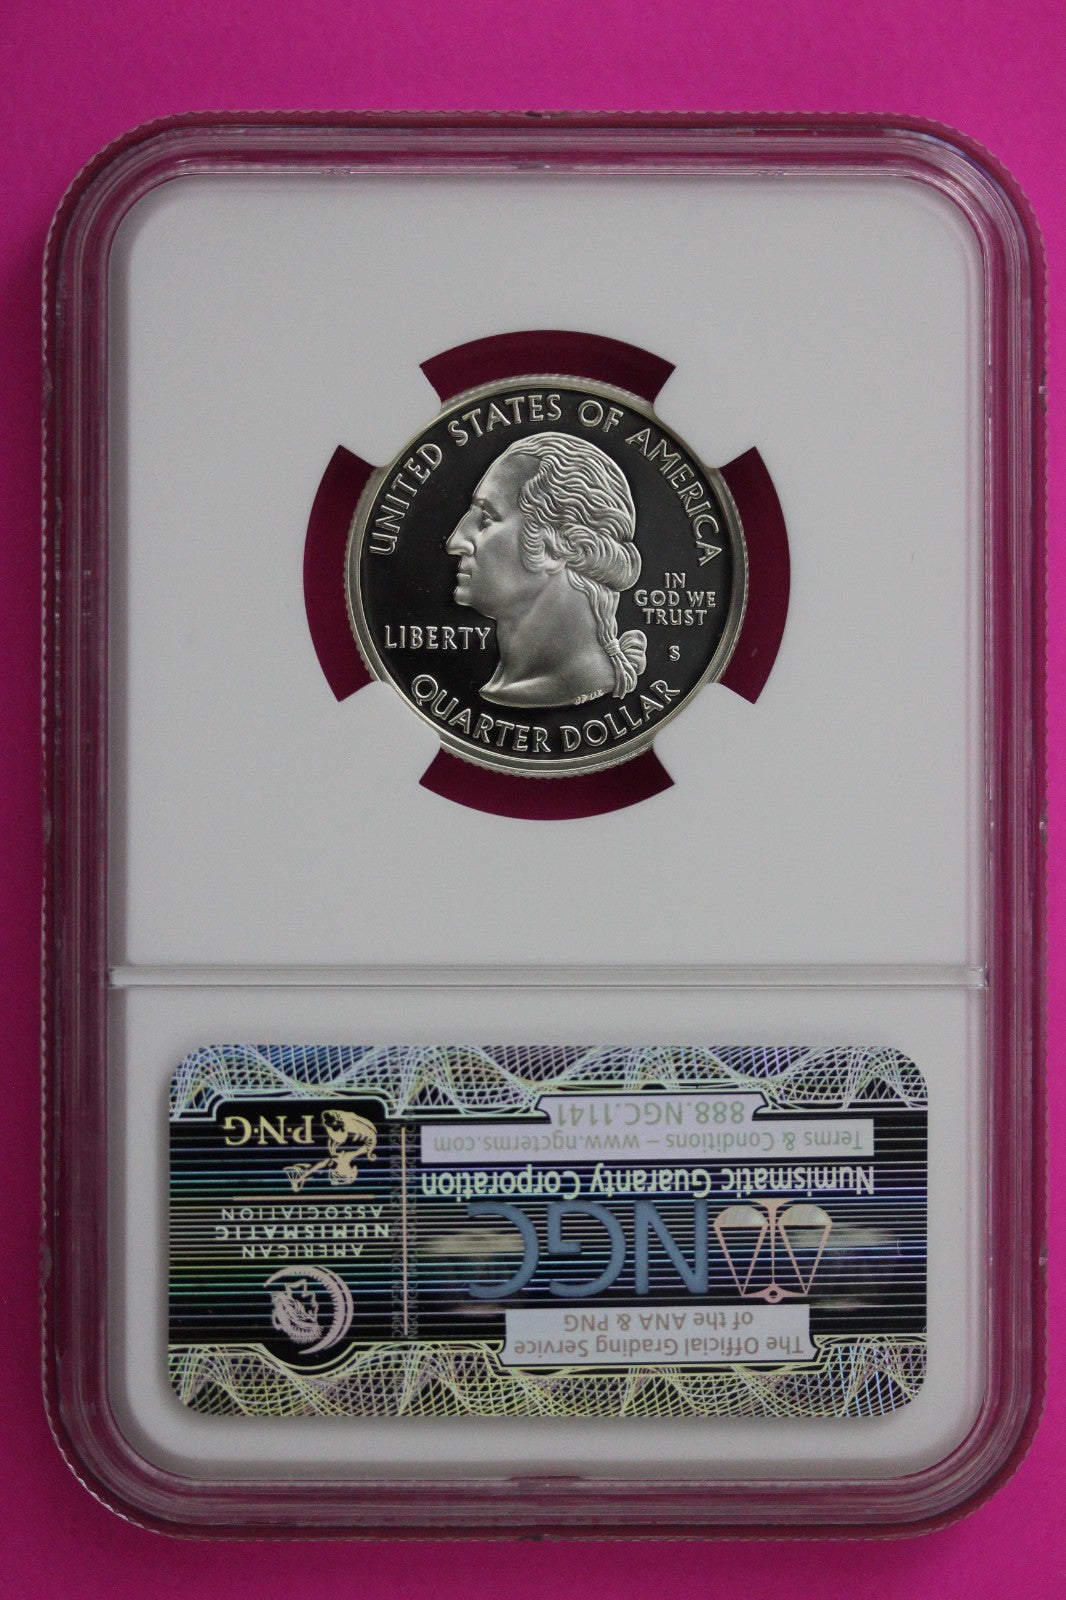 UNITED STATES OF AMERICA
LIBERTY
IN
GOD WE
TRUST
S
QUARTER DOLLAR
The Official Grading Service
of the ANA & PNG
NGC
Numismatic Guaranty Corporation
Terms & Conditions – www.ngcterms.com
888.NGC.1141
AMERICAN
NUMISMATIC
ASSOCIATION
P·N·G